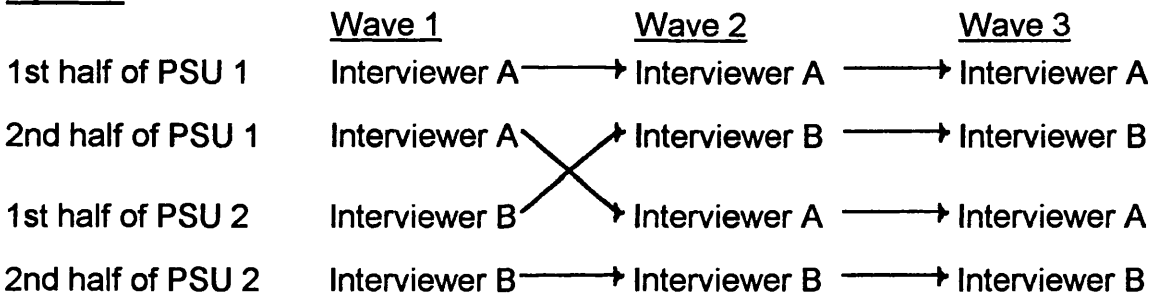 Wave 1 Wave 2 Wave 3
1st half of PSU 1 Interviewer A Interviewer A Interviewer A
2nd half of PSU 1 Interviewer A Interviewer B Interviewer B
1st half of PSU 2 Interviewer B Interviewer A Interviewer A
2nd half of PSU 2 Interviewer B Interviewer B Interviewer B